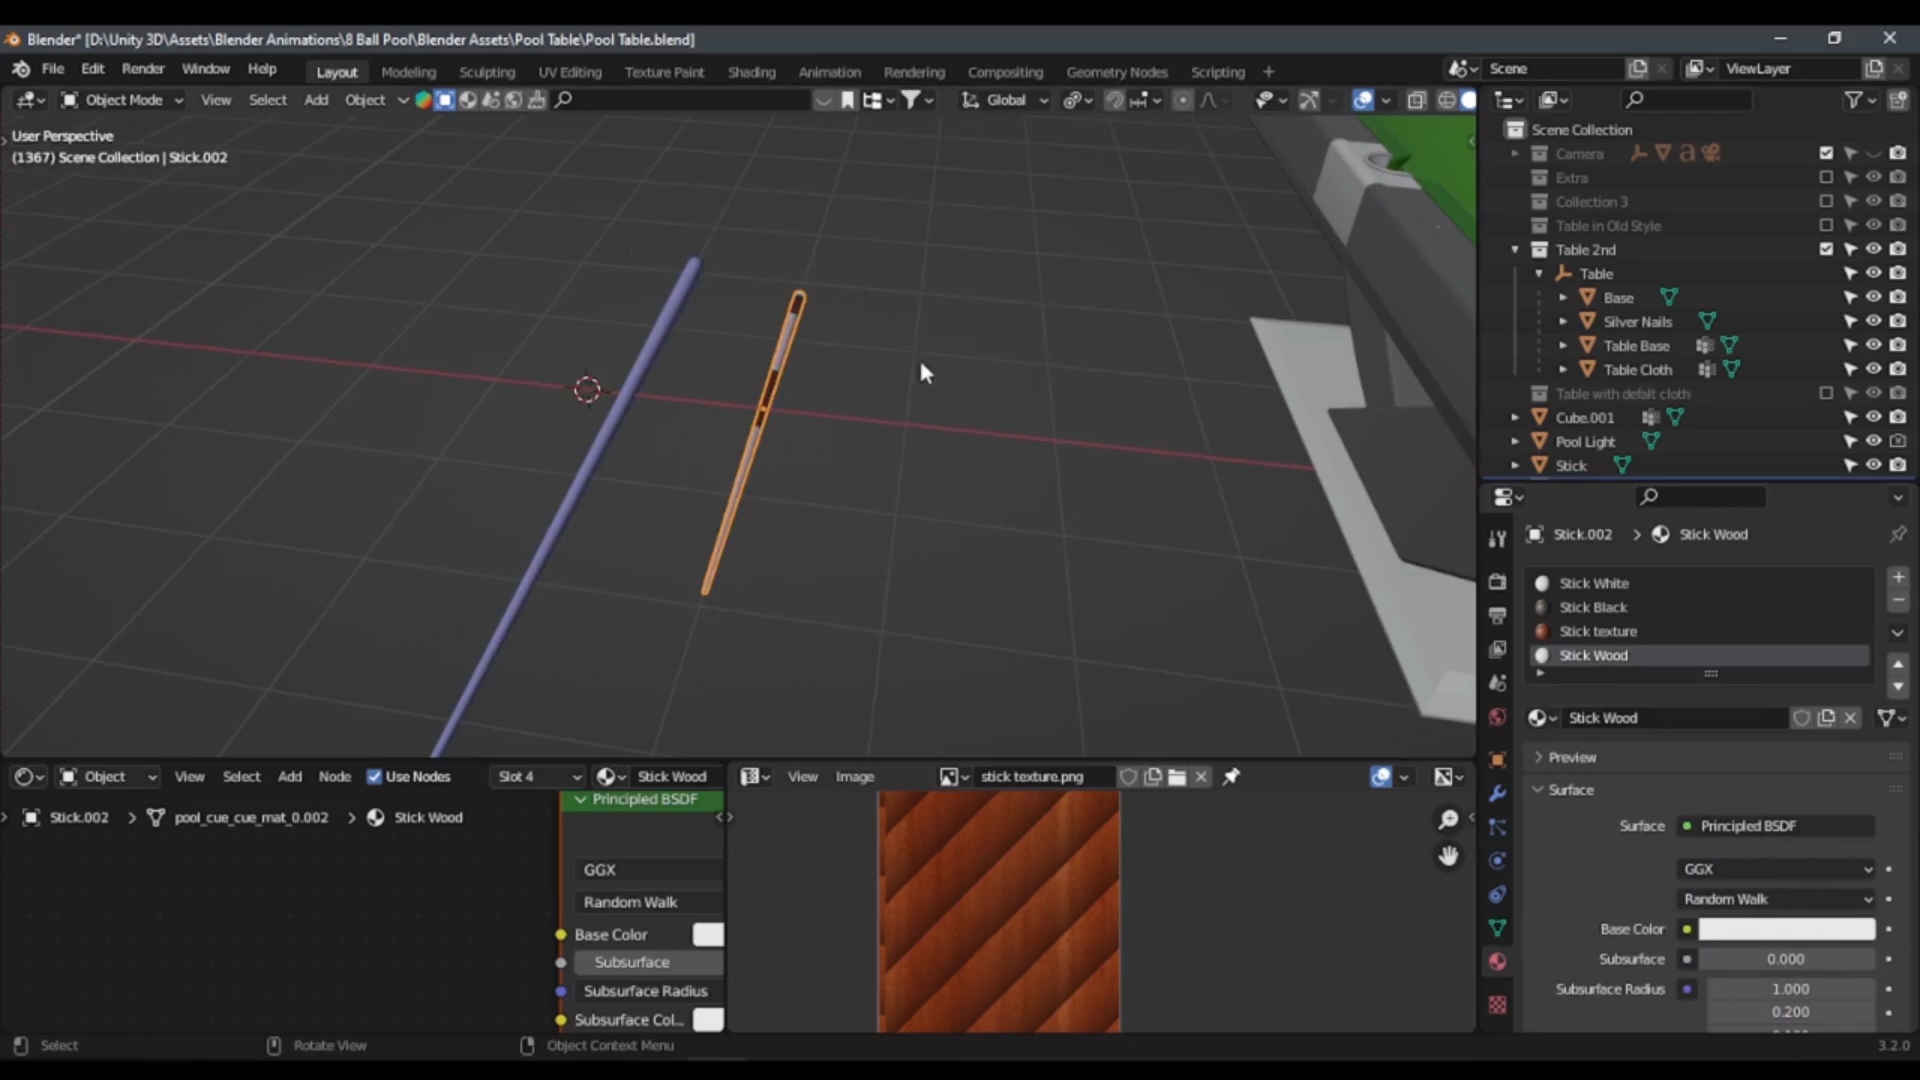 Blender* [D:\Unity 3D\Assets\Blender Animations\8 Ball Pool\Blender Assets\Pool Table\Pool Table.blend]
File Edit Render Window Help Layout Modeling Sculpting UV Editing Texture Paint Shading Animation Rendering Compositing Geometry Nodes Scripting + Scene ViewLayer
Object Mode View Select Add Object Global
User Perspective
(1367) Scene Collection | Stick.002
Scene Collection
Camera
Extra
Collection 3
Table in Old Style
Table 2nd
Table
Base
Silver Nails
Table Base
Table Cloth
Table with defalt cloth
Cube.001
Pool Light
Stick
Stick.002 > Stick Wood
Stick White
Stick Black
Stick texture
Stick Wood
Stick Wood
Preview
Surface
Surface Principled BSDF
GGX
Random Walk
Base Color
Subsurface 0.000
Subsurface Radius 1.000
0.200
Object View Select Add Node Use Nodes Slot 4 Stick Wood
Stick.002 > pool_cue_cue_mat_0.002 > Stick Wood
Principled BSDF
GGX
Random Walk
Base Color
Subsurface
Subsurface Radius
Subsurface Col...
View Image stick texture.png
Select Rotate View Object Context Menu 3.2.0